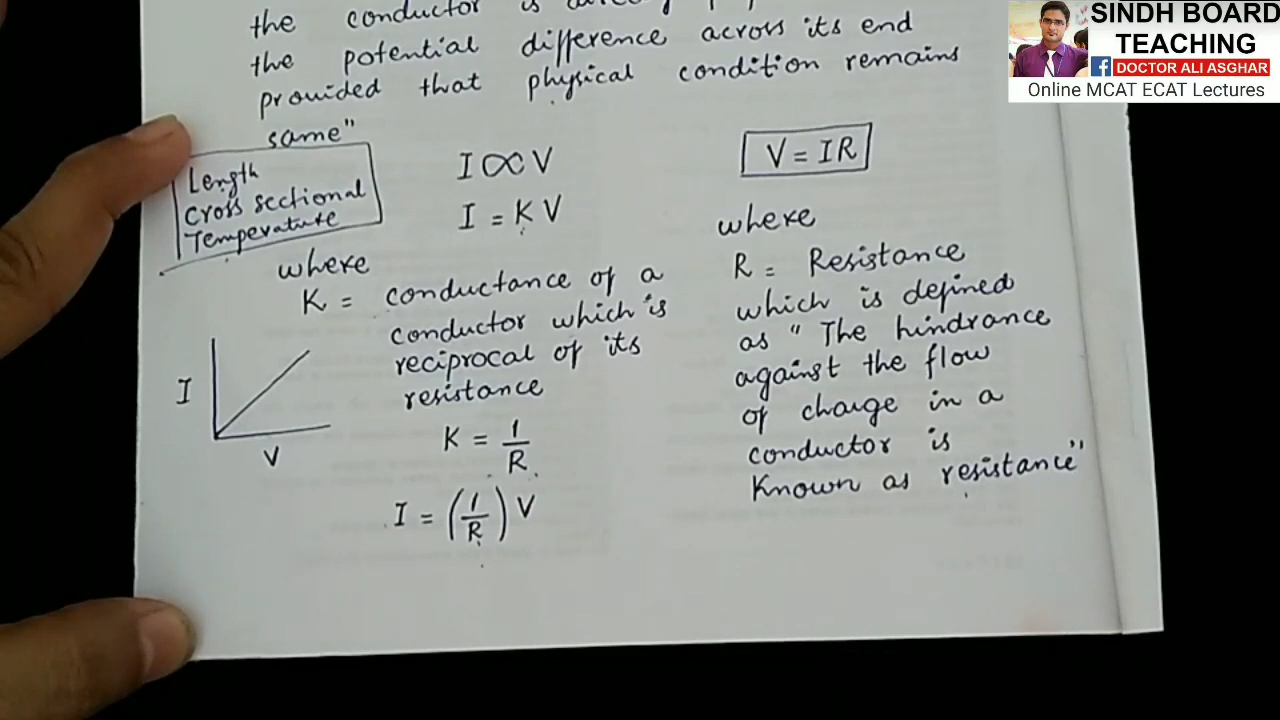 the conductor is
the potential difference across its end
provided that physical condition remains
same"
Length
Cross sectional
Temperature
I ∝ V
I = K V
where
K = conductance of a
conductor which is
reciprocal of its
resistance
K = 1/R
I = (1/R) V
I
V
V = IR
where
R = Resistance
which is defined
as " The hindrance
against the flow
of charge in a
conductor is
Known as resistance"
SINDH BOARD
TEACHING
f DOCTOR ALI ASGHAR
Online MCAT ECAT Lectures